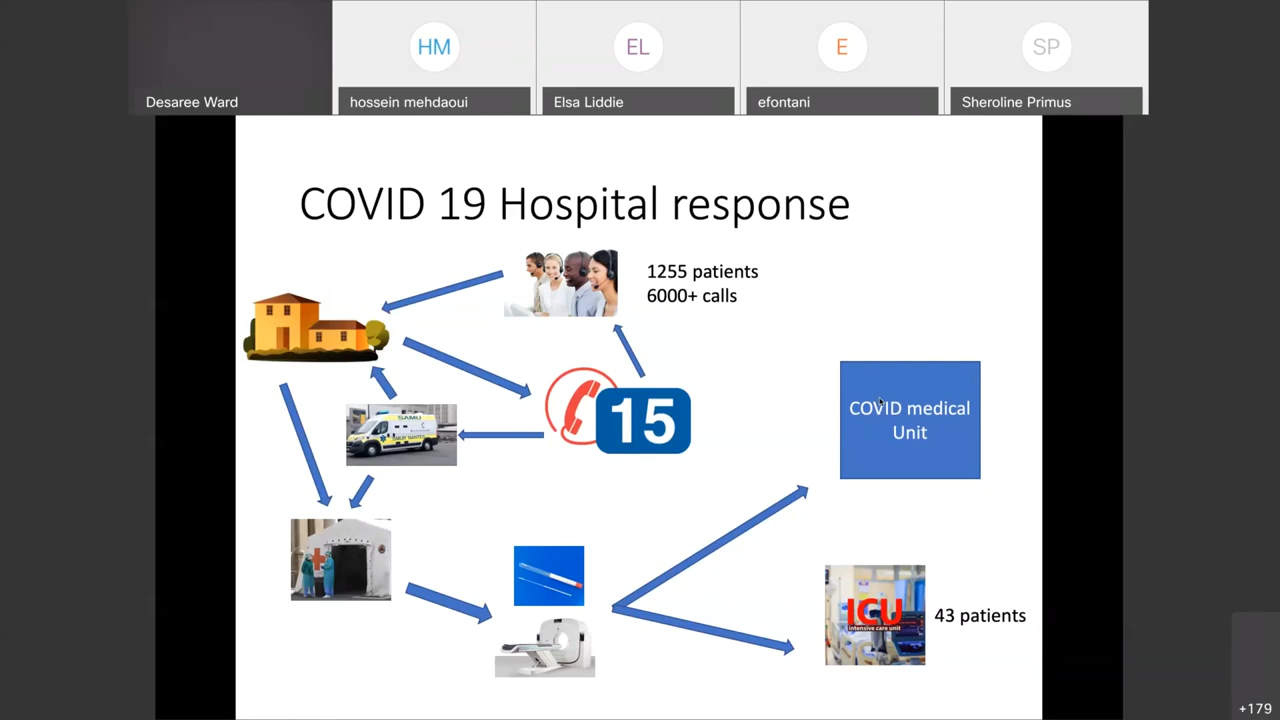 HM
EL
E
SP
Desaree Ward
hossein mehdaoui
Elsa Liddie
efontani
Sheroline Primus
COVID 19 Hospital response
1255 patients
6000+ calls
15
SAMU
COVID medical
Unit
ICU
intensive care unit
43 patients
+179